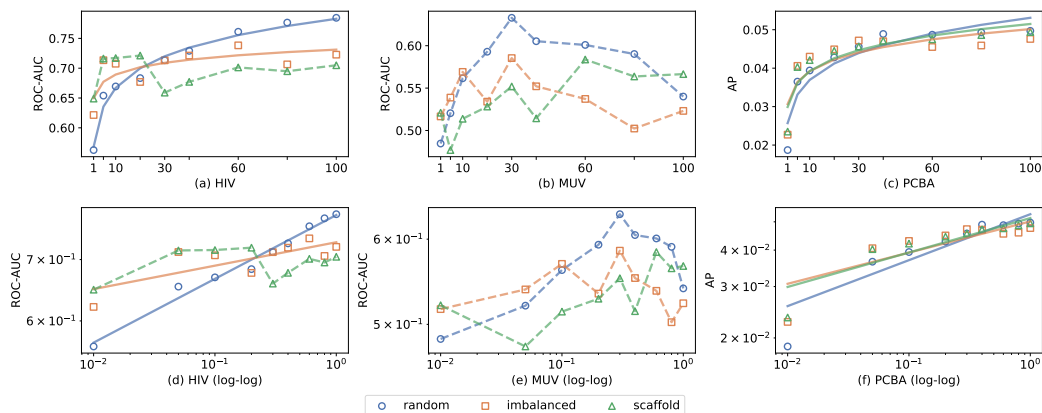 ROC-AUC
0.75
0.70
0.65
0.60
1 10 30 60 100
(a) HIV
ROC-AUC
0.60
0.55
0.50
1 10 30 60 100
(b) MUV
AP
0.05
0.04
0.03
0.02
1 10 30 60 100
(c) PCBA
ROC-AUC
7 × 10⁻¹
6 × 10⁻¹
10⁻² 10⁻¹ 10⁰
(d) HIV (log-log)
ROC-AUC
6 × 10⁻¹
5 × 10⁻¹
10⁻² 10⁻¹ 10⁰
(e) MUV (log-log)
AP
4 × 10⁻²
3 × 10⁻²
2 × 10⁻²
10⁻² 10⁻¹ 10⁰
(f) PCBA (log-log)
random imbalanced scaffold